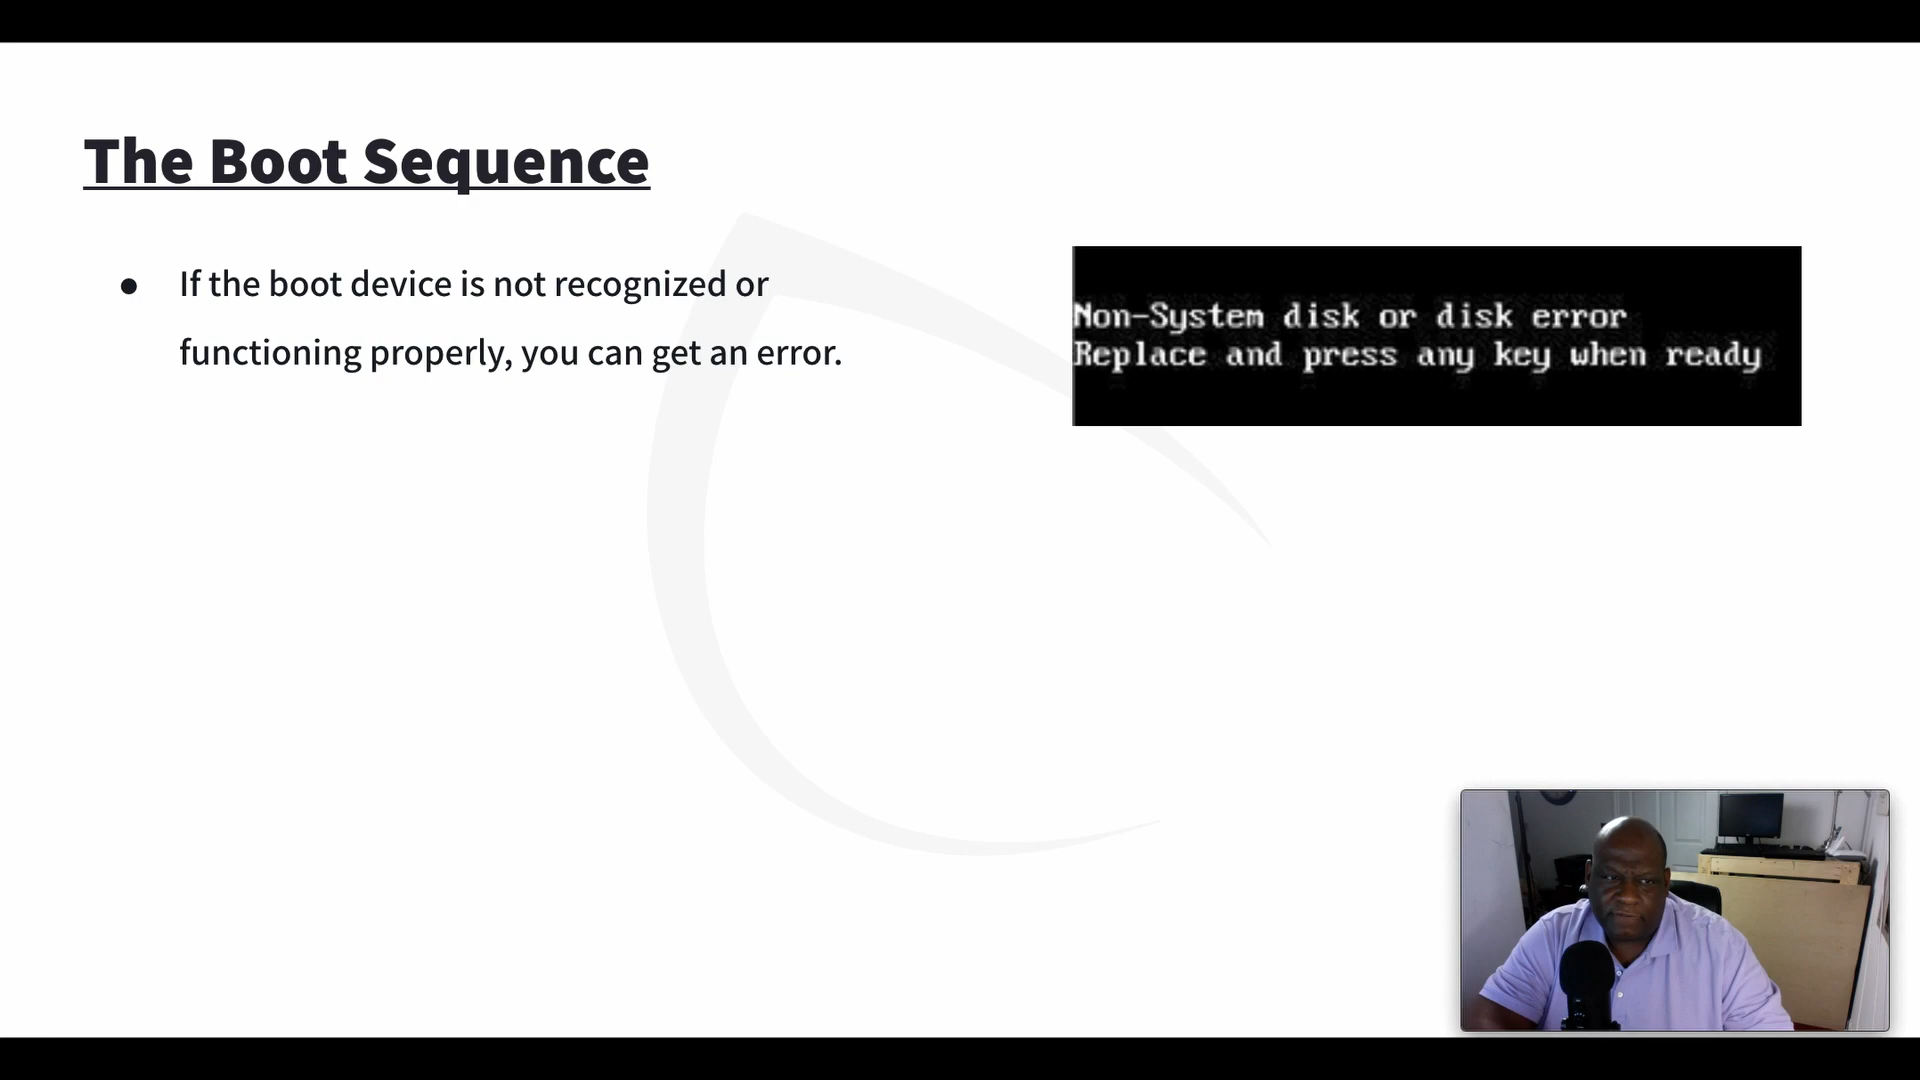 The Boot Sequence
● If the boot device is not recognized or
functioning properly, you can get an error.
Non-System disk or disk error
Replace and press any key when ready